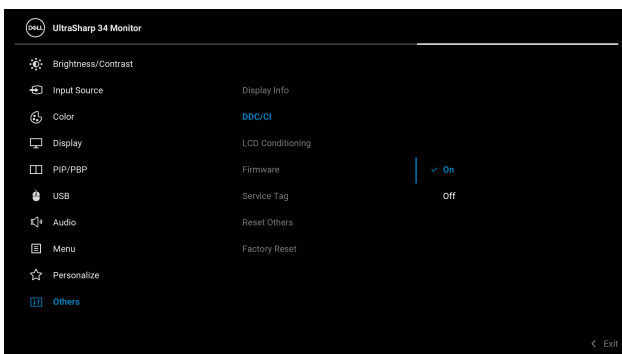 DELL UltraSharp 34 Monitor
Brightness/Contrast
Input Source
Color
Display
PIP/PBP
USB
Audio
Menu
Personalize
Others
Display Info
DDC/CI
LCD Conditioning
Firmware
Service Tag
Reset Others
Factory Reset
On
Off
Exit